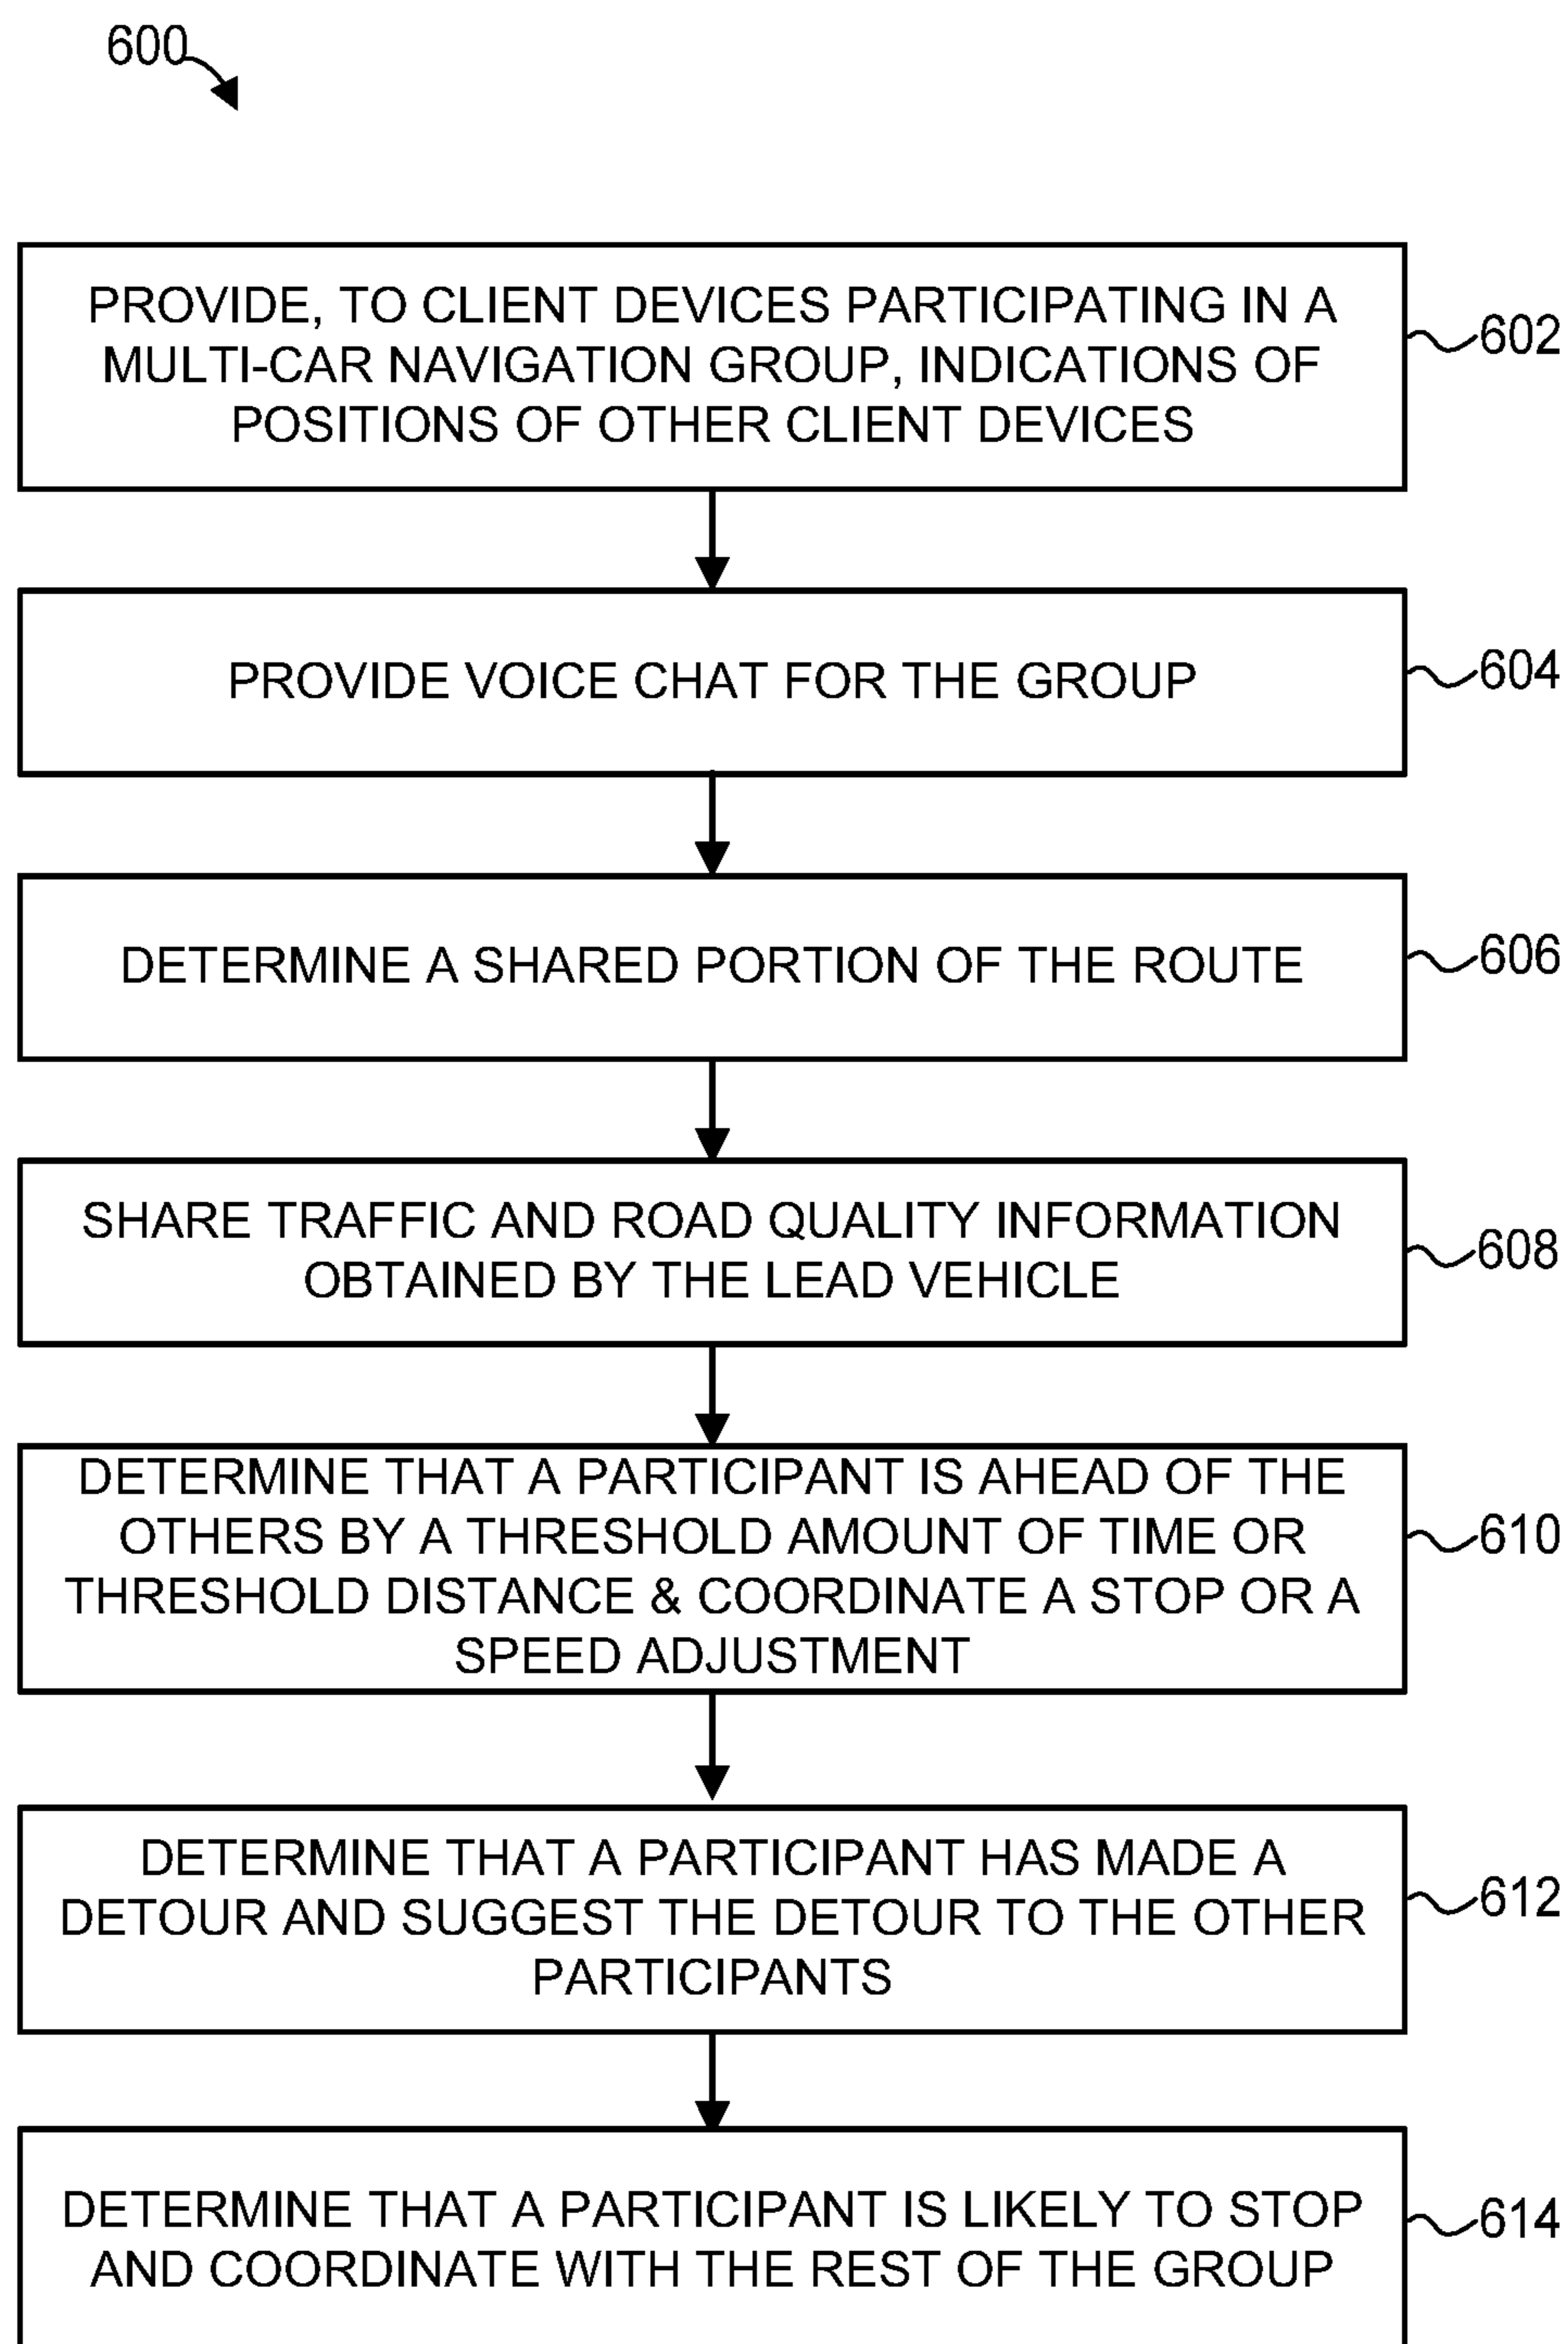 600
PROVIDE, TO CLIENT DEVICES PARTICIPATING IN A
MULTI-CAR NAVIGATION GROUP, INDICATIONS OF
POSITIONS OF OTHER CLIENT DEVICES
602
PROVIDE VOICE CHAT FOR THE GROUP
604
DETERMINE A SHARED PORTION OF THE ROUTE
606
SHARE TRAFFIC AND ROAD QUALITY INFORMATION
OBTAINED BY THE LEAD VEHICLE
608
DETERMINE THAT A PARTICIPANT IS AHEAD OF THE
OTHERS BY A THRESHOLD AMOUNT OF TIME OR
THRESHOLD DISTANCE & COORDINATE A STOP OR A
SPEED ADJUSTMENT
610
DETERMINE THAT A PARTICIPANT HAS MADE A
DETOUR AND SUGGEST THE DETOUR TO THE OTHER
PARTICIPANTS
612
DETERMINE THAT A PARTICIPANT IS LIKELY TO STOP
AND COORDINATE WITH THE REST OF THE GROUP
614